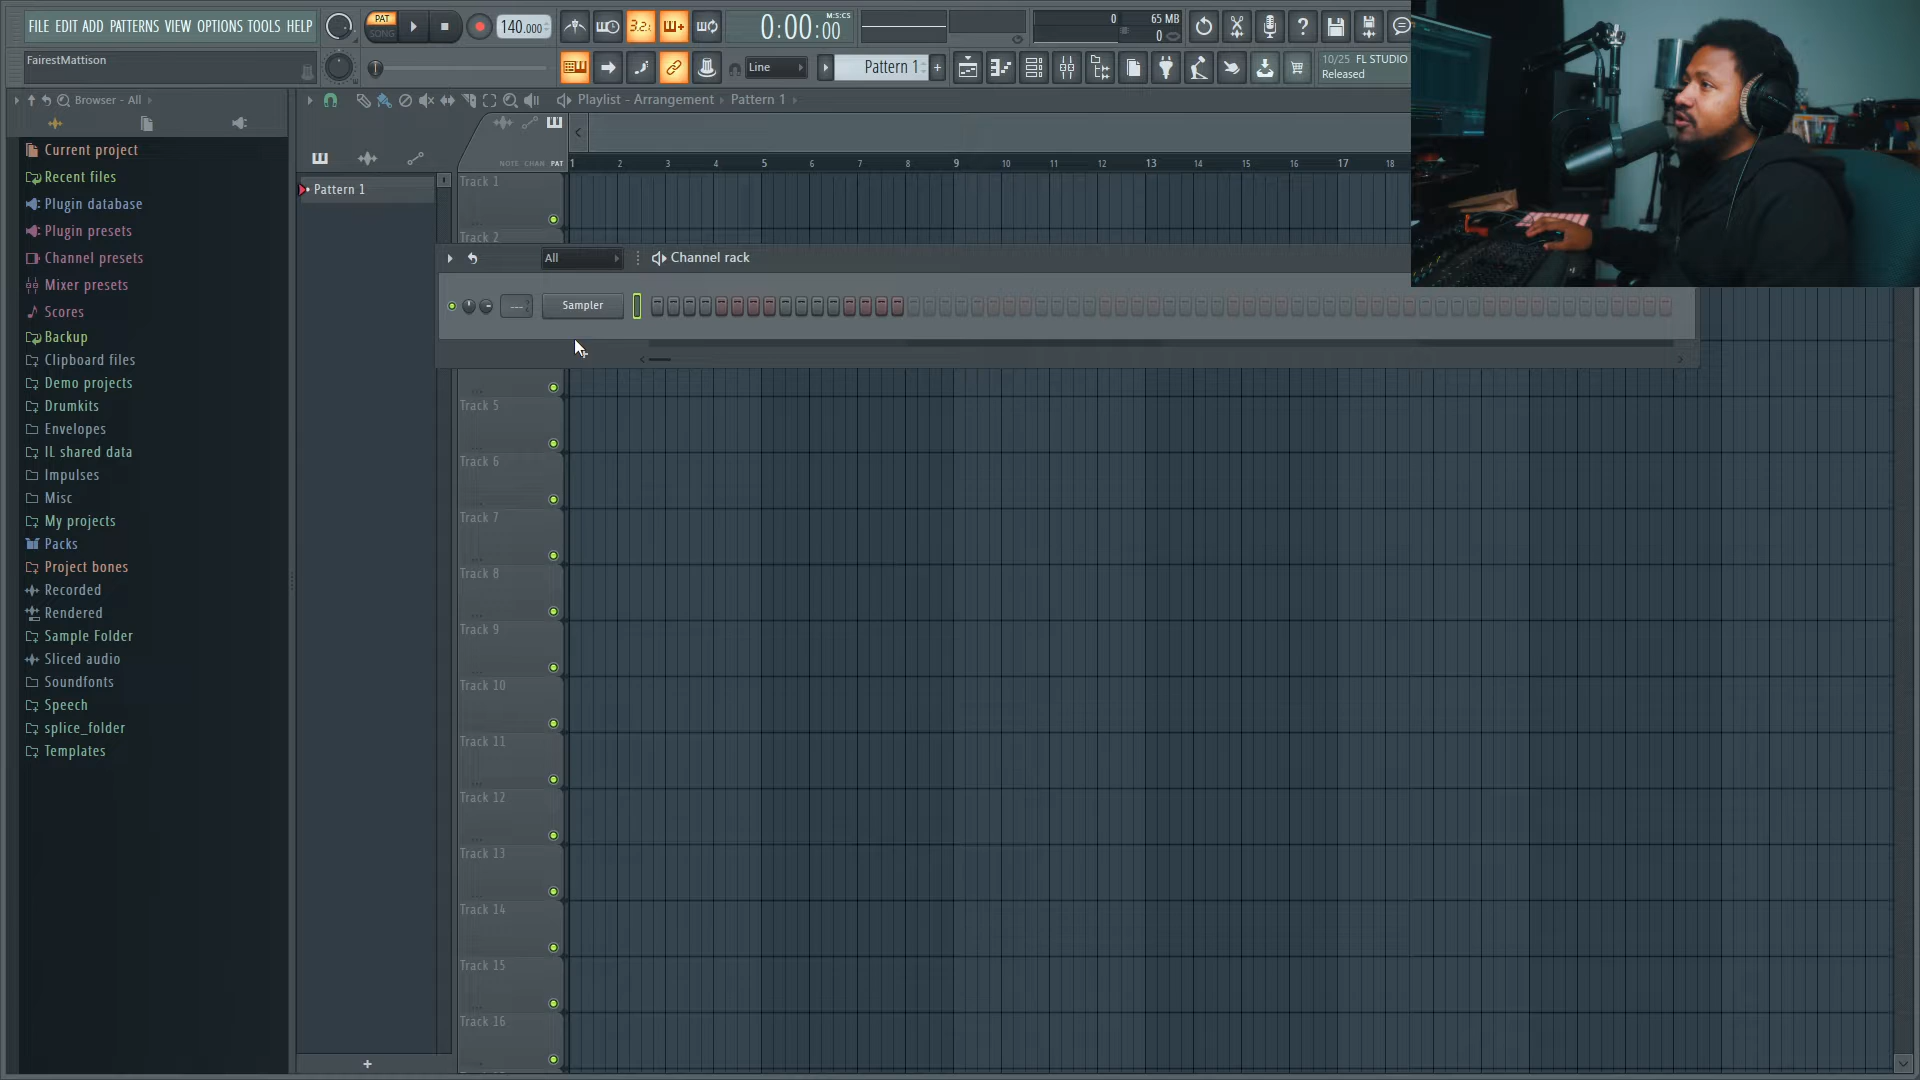 FILE EDIT ADD PATTERNS VIEW OPTIONS TOOLS HELP
PAT
SONG
140.000
3.2:
0:00:00
M:S:CS
0
65 MB
0
FairestMattison
Line
Pattern 1
+
10/25 FL STUDIO
Released
Browser - All
Playlist - Arrangement
Pattern 1
NOTE CHAN PAT
1 2 3 4 5 6 7 8 9 10 11 12 13 14 15 16 17 18
Current project
Recent files
Plugin database
Plugin presets
Channel presets
Mixer presets
Scores
Backup
Clipboard files
Demo projects
Drumkits
Envelopes
IL shared data
Impulses
Misc
My projects
Packs
Project bones
Recorded
Rendered
Sample Folder
Sliced audio
Soundfonts
Speech
splice_folder
Templates
Pattern 1
+
Track 1
Track 2
All
Channel rack
Sampler
Track 5
Track 6
Track 7
Track 8
Track 9
Track 10
Track 11
Track 12
Track 13
Track 14
Track 15
Track 16